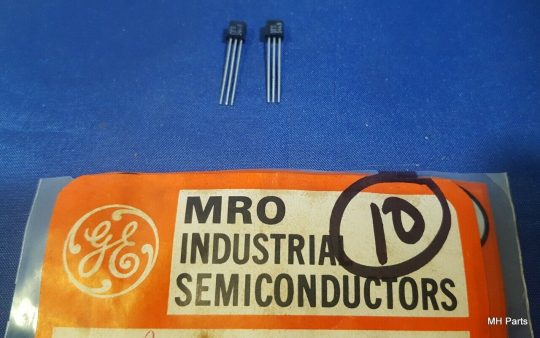 GE
MRO
INDUSTRIAL
SEMICONDUCTORS
10
MH Parts